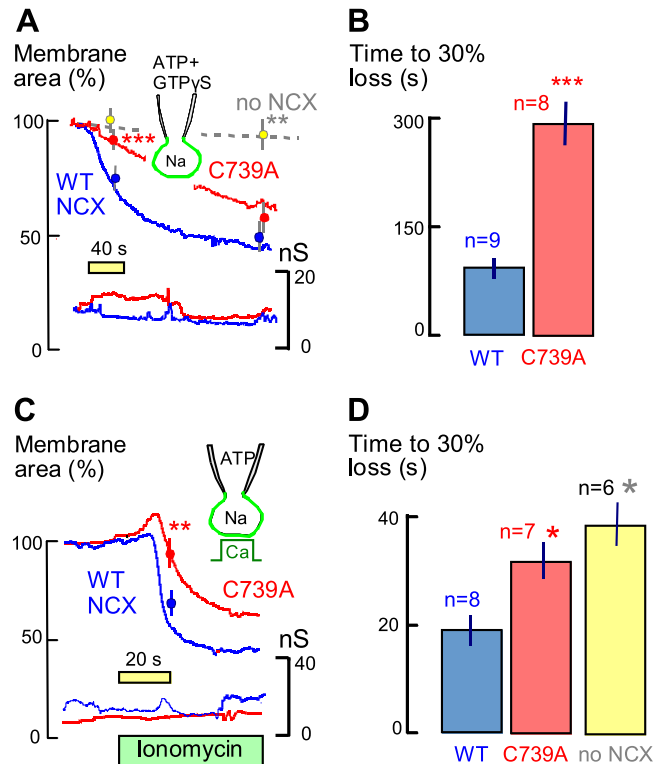 A
Membrane
area (%)
ATP+
GTPγS
no NCX
**
100
***
Na
C739A
WT
NCX
50
40 s
nS
20
0
0
B
Time to 30%
loss (s)
***
n=8
300
n=9
150
0
WT
C739A
C
Membrane
area (%)
ATP
Na
Ca
**
100
WT
NCX
C739A
50
20 s
nS
40
0
100
Ionomycin
D
Time to 30%
loss (s)
n=6 *
40
n=7 *
n=8
20
0
WT
C739A
no NCX